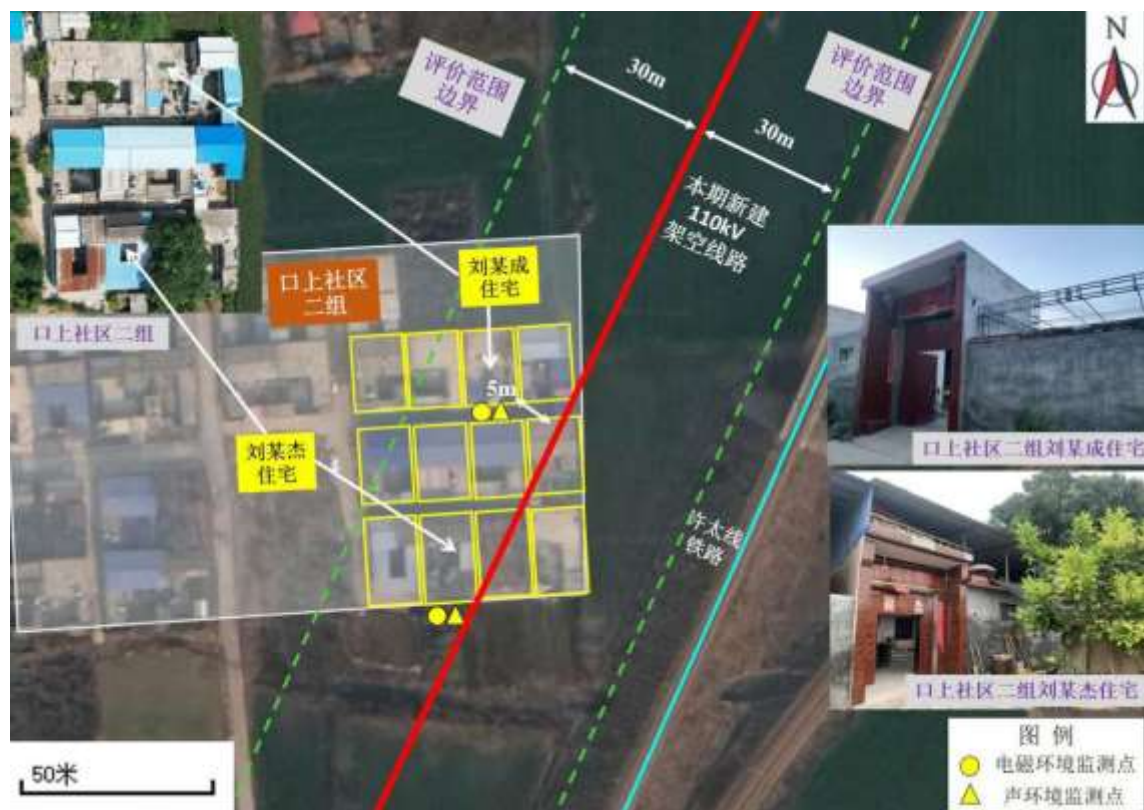 评价范围
边界
30m
30m
评价范围
边界
N
本期新建
110kV
架空线路
刘某成
住宅
口上社区
二组
口上社区二组
5m
刘某杰
住宅
许太线
铁路
口上社区二组刘某成住宅
口上社区二组刘某杰住宅
50米
图 例
电磁环境监测点
声环境监测点